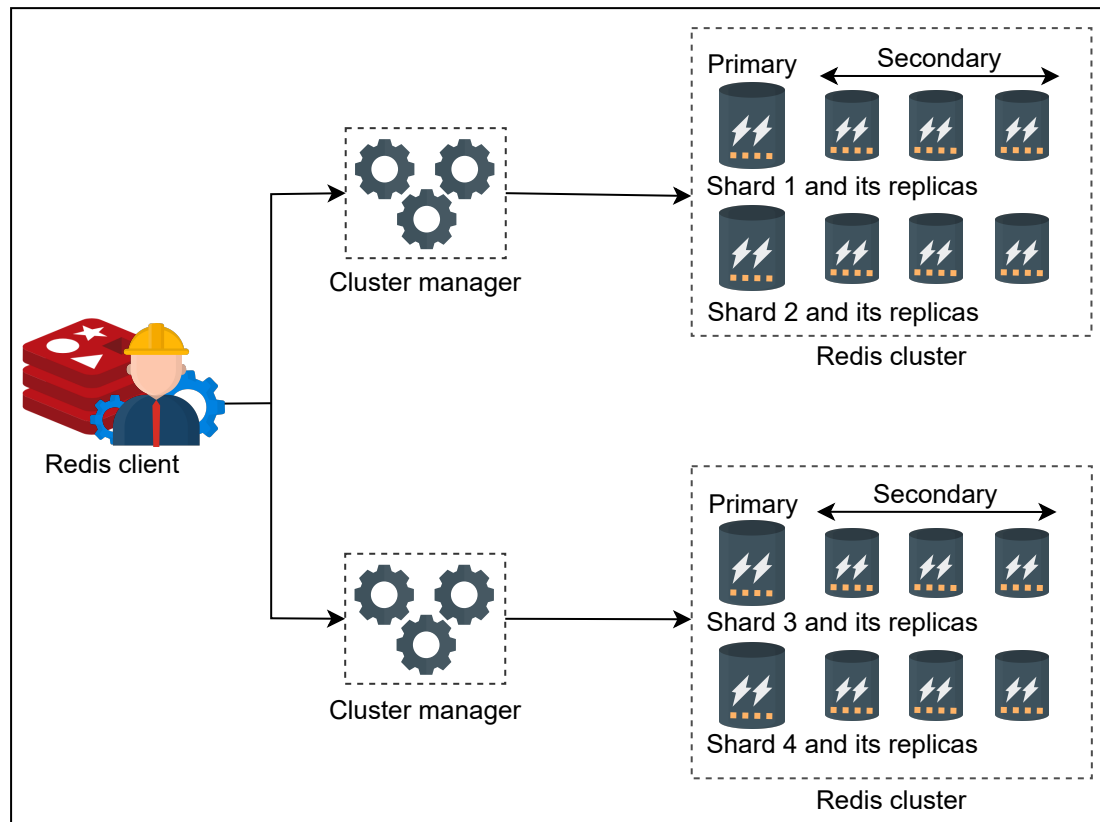 Primary
Secondary
Shard 1 and its replicas
Shard 2 and its replicas
Redis cluster
Cluster manager
Redis client
Primary
Secondary
Shard 3 and its replicas
Shard 4 and its replicas
Redis cluster
Cluster manager